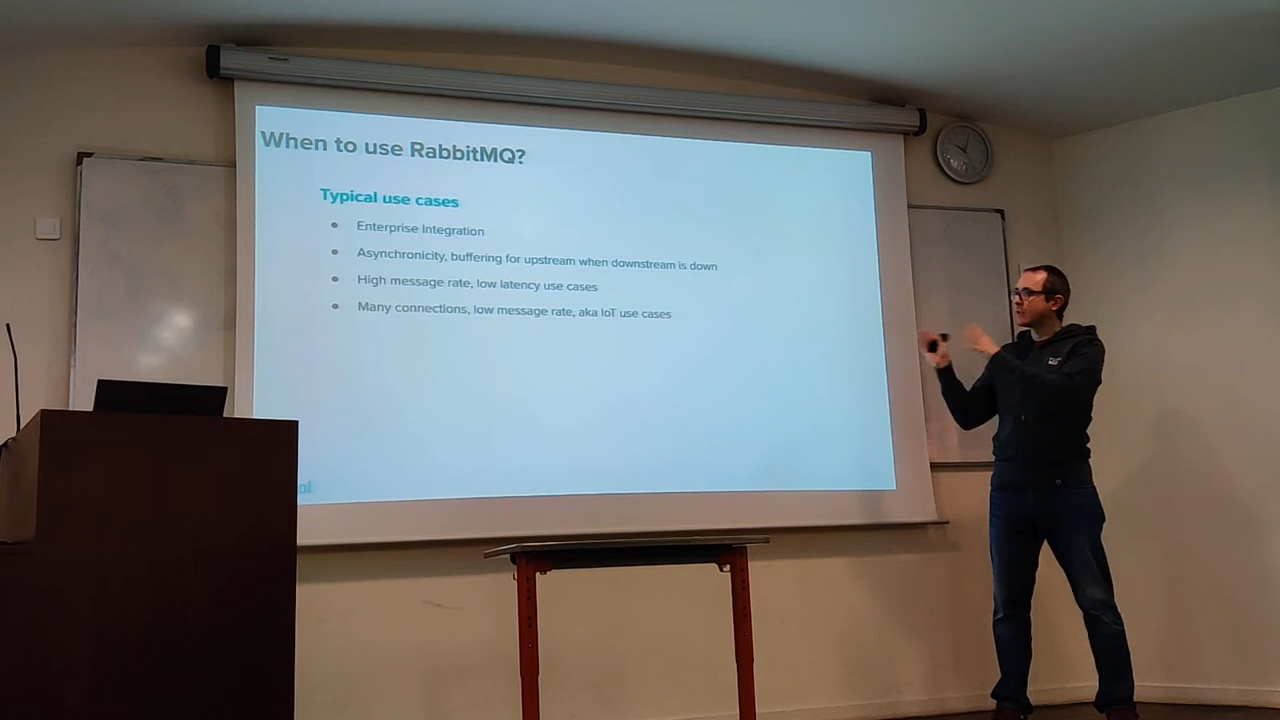 When to use RabbitMQ?
Typical use cases
Enterprise Integration
Asynchronicity, buffering for upstream when downstream is down
High message rate, low latency use cases
Many connections, low message rate, aka IoT use cases
al